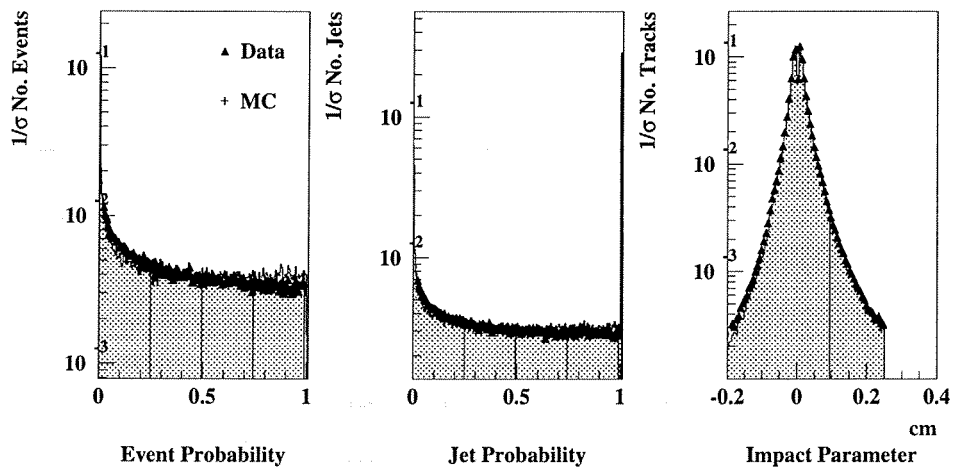 1/σ No. Events
10 -1
10 -2
10 -3
▲ Data
+ MC
0 0.5 1
Event Probability
1/σ No. Jets
10 -1
10 -2
0 0.5 1
Jet Probability
1/σ No. Tracks
10 -1
10 -2
10 -3
-0.2 0 0.2 0.4
cm
Impact Parameter